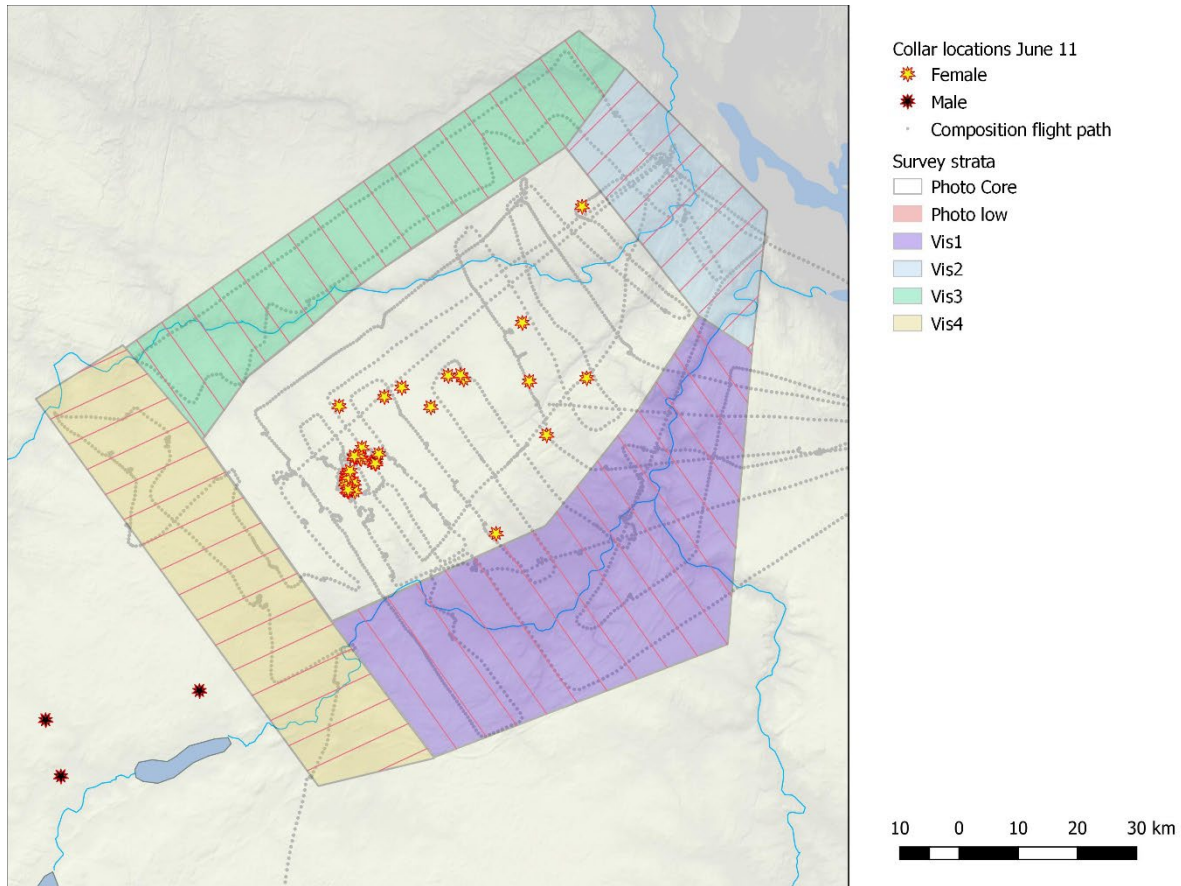 Collar locations June 11
Female
Male
Composition flight path
Survey strata
Photo Core
Photo low
Vis1
Vis2
Vis3
Vis4
10 0 10 20 30 km